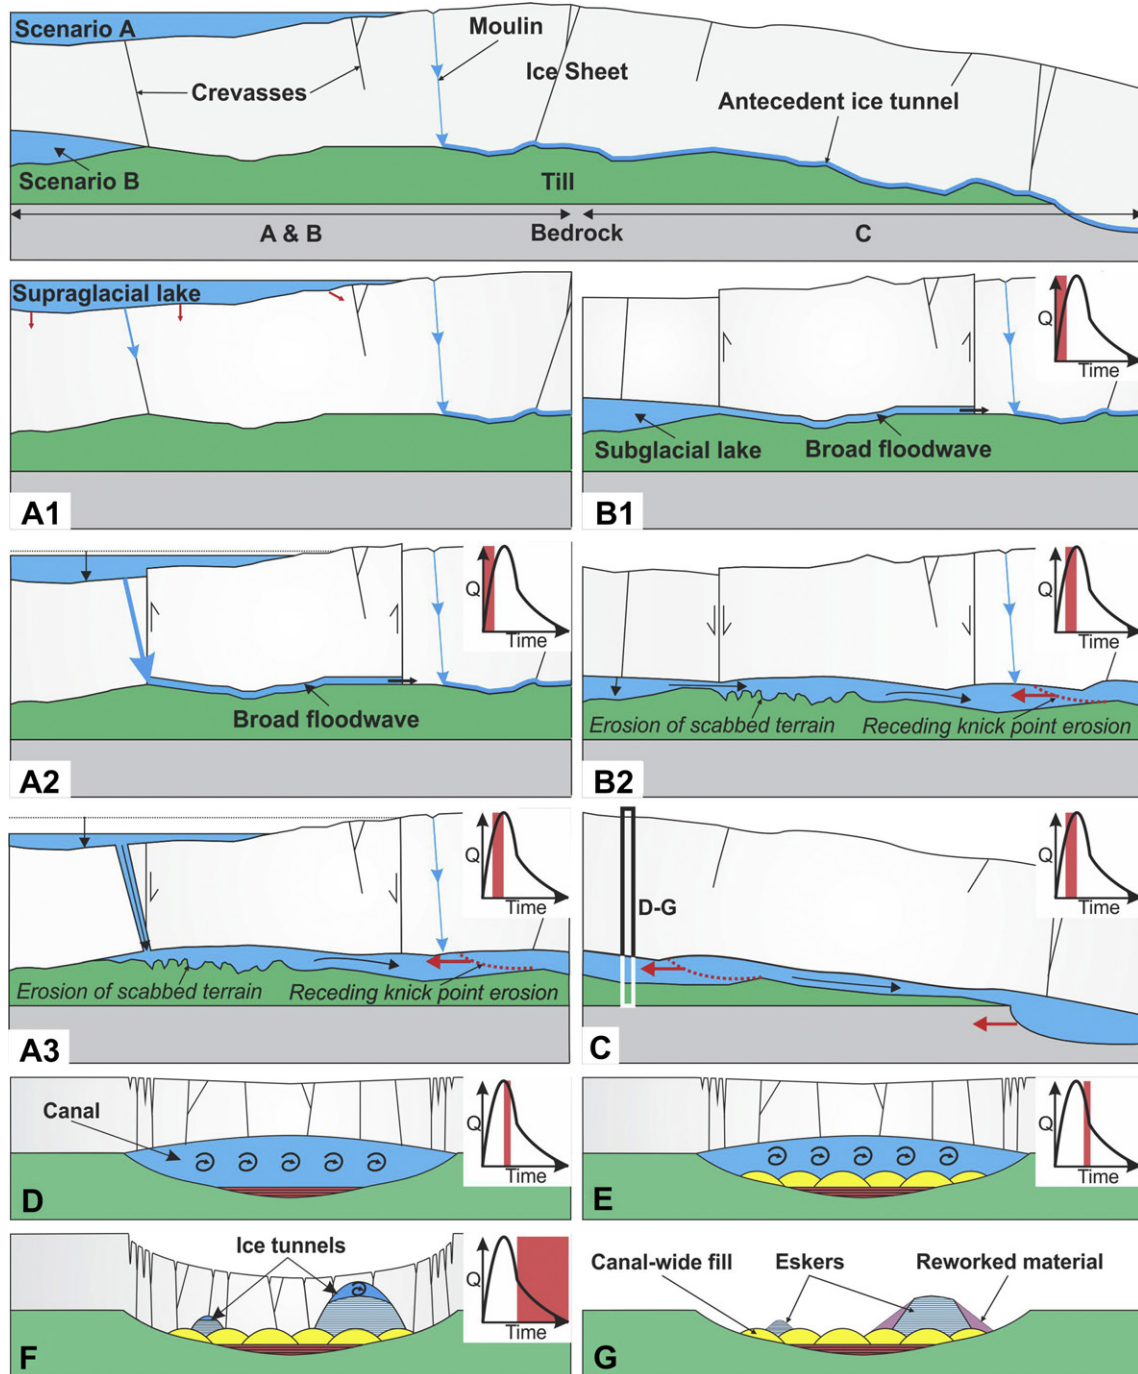 Scenario A
Moulin
Ice Sheet
Crevasses
Antecedent ice tunnel
Scenario B
Till
A & B
Bedrock
C
Supraglacial lake
A1
Q
Time
Subglacial lake
Broad floodwave
B1
Q
Time
Broad floodwave
A2
Q
Time
Erosion of scabbed terrain
Receding knick point erosion
B2
Q
Time
Erosion of scabbed terrain
Receding knick point erosion
A3
Q
Time
D-G
C
Canal
Q
Time
D
Q
Time
E
Ice tunnels
Q
Time
F
Canal-wide fill
Eskers
Reworked material
G